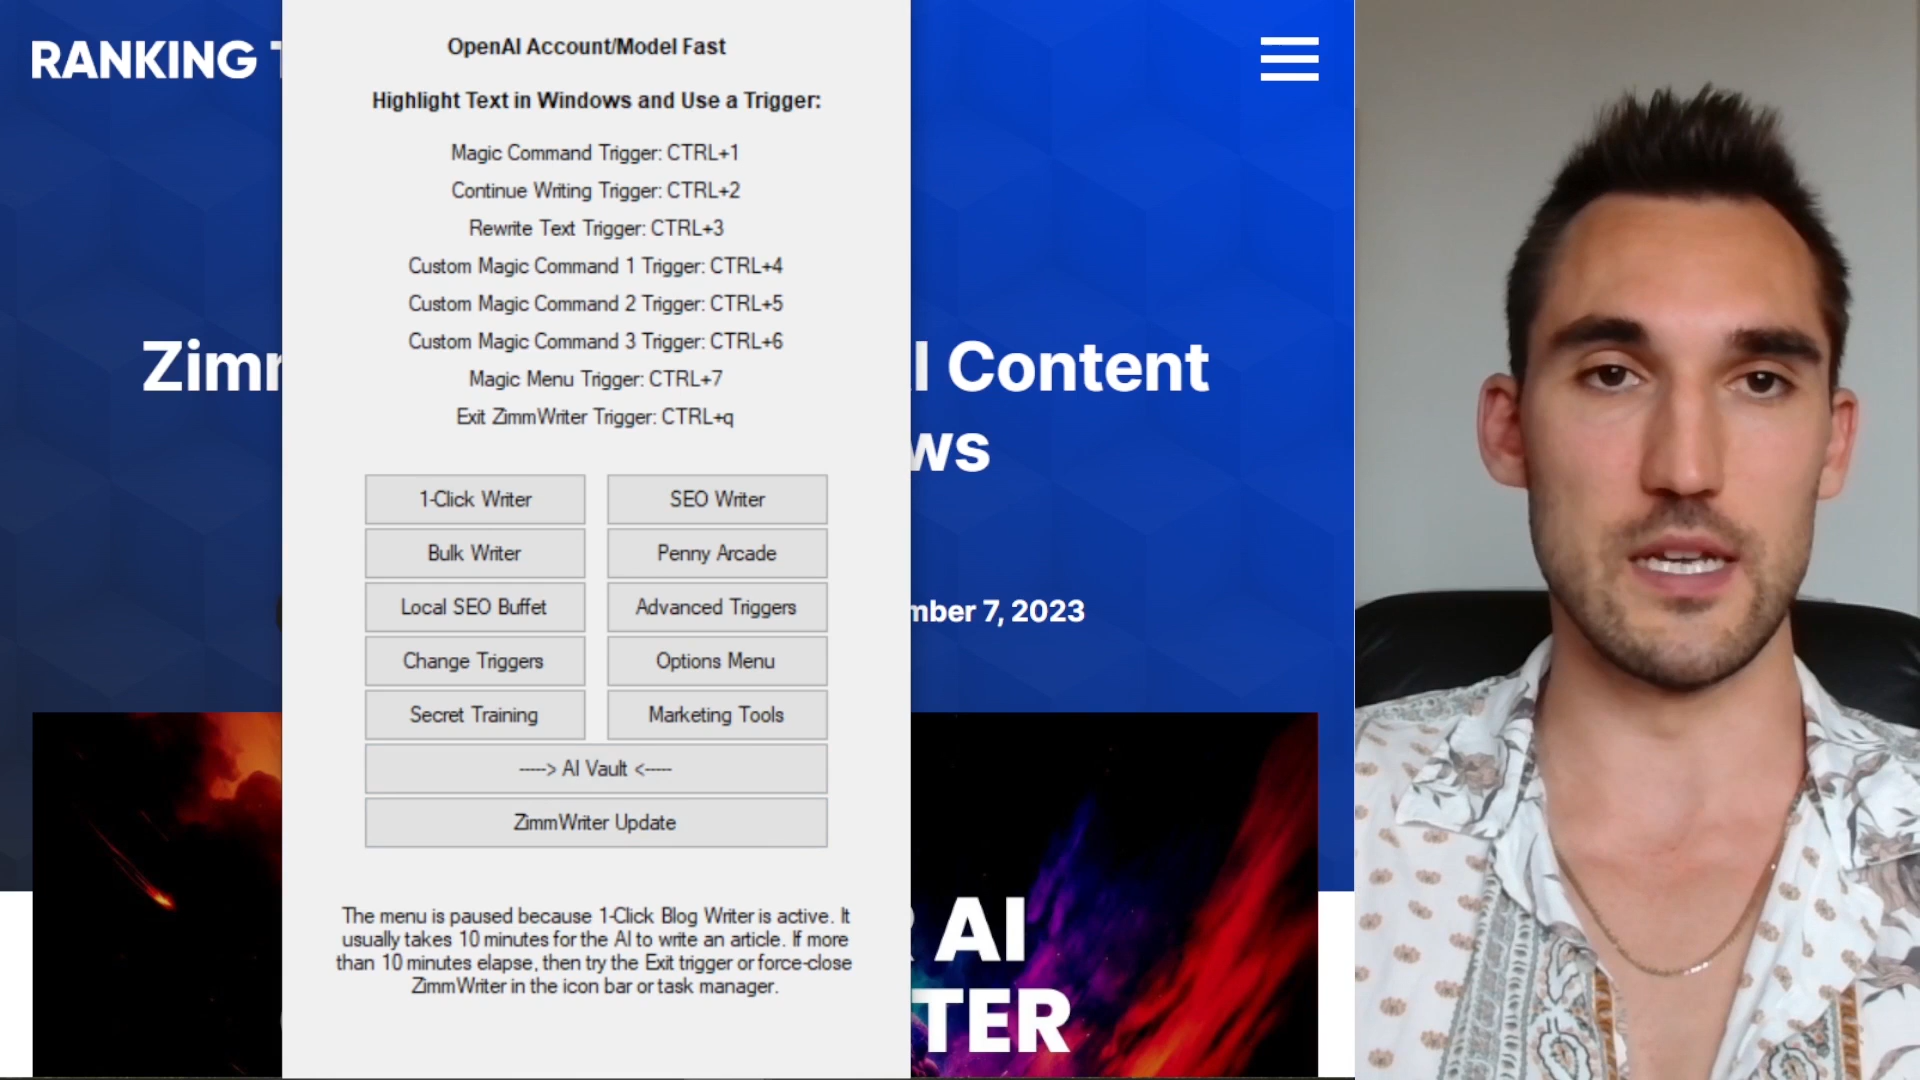 RANKING
OpenAI Account/Model Fast
Highlight Text in Windows and Use a Trigger:
Magic Command Trigger: CTRL+1
Continue Writing Trigger: CTRL+2
Rewrite Text Trigger: CTRL+3
Custom Magic Command 1 Trigger: CTRL+4
Custom Magic Command 2 Trigger: CTRL+5
Custom Magic Command 3 Trigger: CTRL+6
Magic Menu Trigger: CTRL+7
Exit ZimmWriter Trigger: CTRL+q
Zimm
Content
ws
1-Click Writer
SEO Writer
Bulk Writer
Penny Arcade
Local SEO Buffet
Advanced Triggers
mber 7, 2023
Change Triggers
Options Menu
Secret Training
Marketing Tools
-----> AI Vault <-----
ZimmWriter Update
The menu is paused because 1-Click Blog Writer is active. It
usually takes 10 minutes for the AI to write an article. If more
than 10 minutes elapse, then try the Exit trigger or force-close
ZimmWriter in the icon bar or task manager.
AI
TER